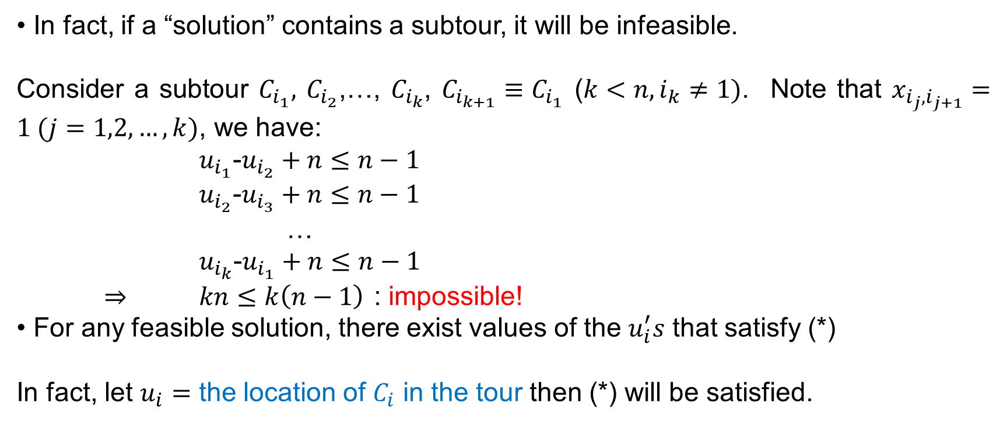 • In fact, if a “solution” contains a subtour, it will be infeasible.
Consider a subtour $C_{i_1}$, $C_{i_2}$,…, $C_{i_k}$, $C_{i_{k+1}} \equiv C_{i_1}$ $(k < n, i_k \neq 1)$. Note that $x_{i_j,i_{j+1}} =$
$1 (j = 1,2, \ldots, k)$, we have:
$u_{i_1}$-$u_{i_2} + n \leq n - 1$
$u_{i_2}$-$u_{i_3} + n \leq n - 1$
…
$u_{i_k}$-$u_{i_1} + n \leq n - 1$
$\Rightarrow$ $kn \leq k(n - 1)$ : impossible!
• For any feasible solution, there exist values of the $u_i's$ that satisfy (*)
In fact, let $u_i =$ the location of $C_i$ in the tour then (*) will be satisfied.